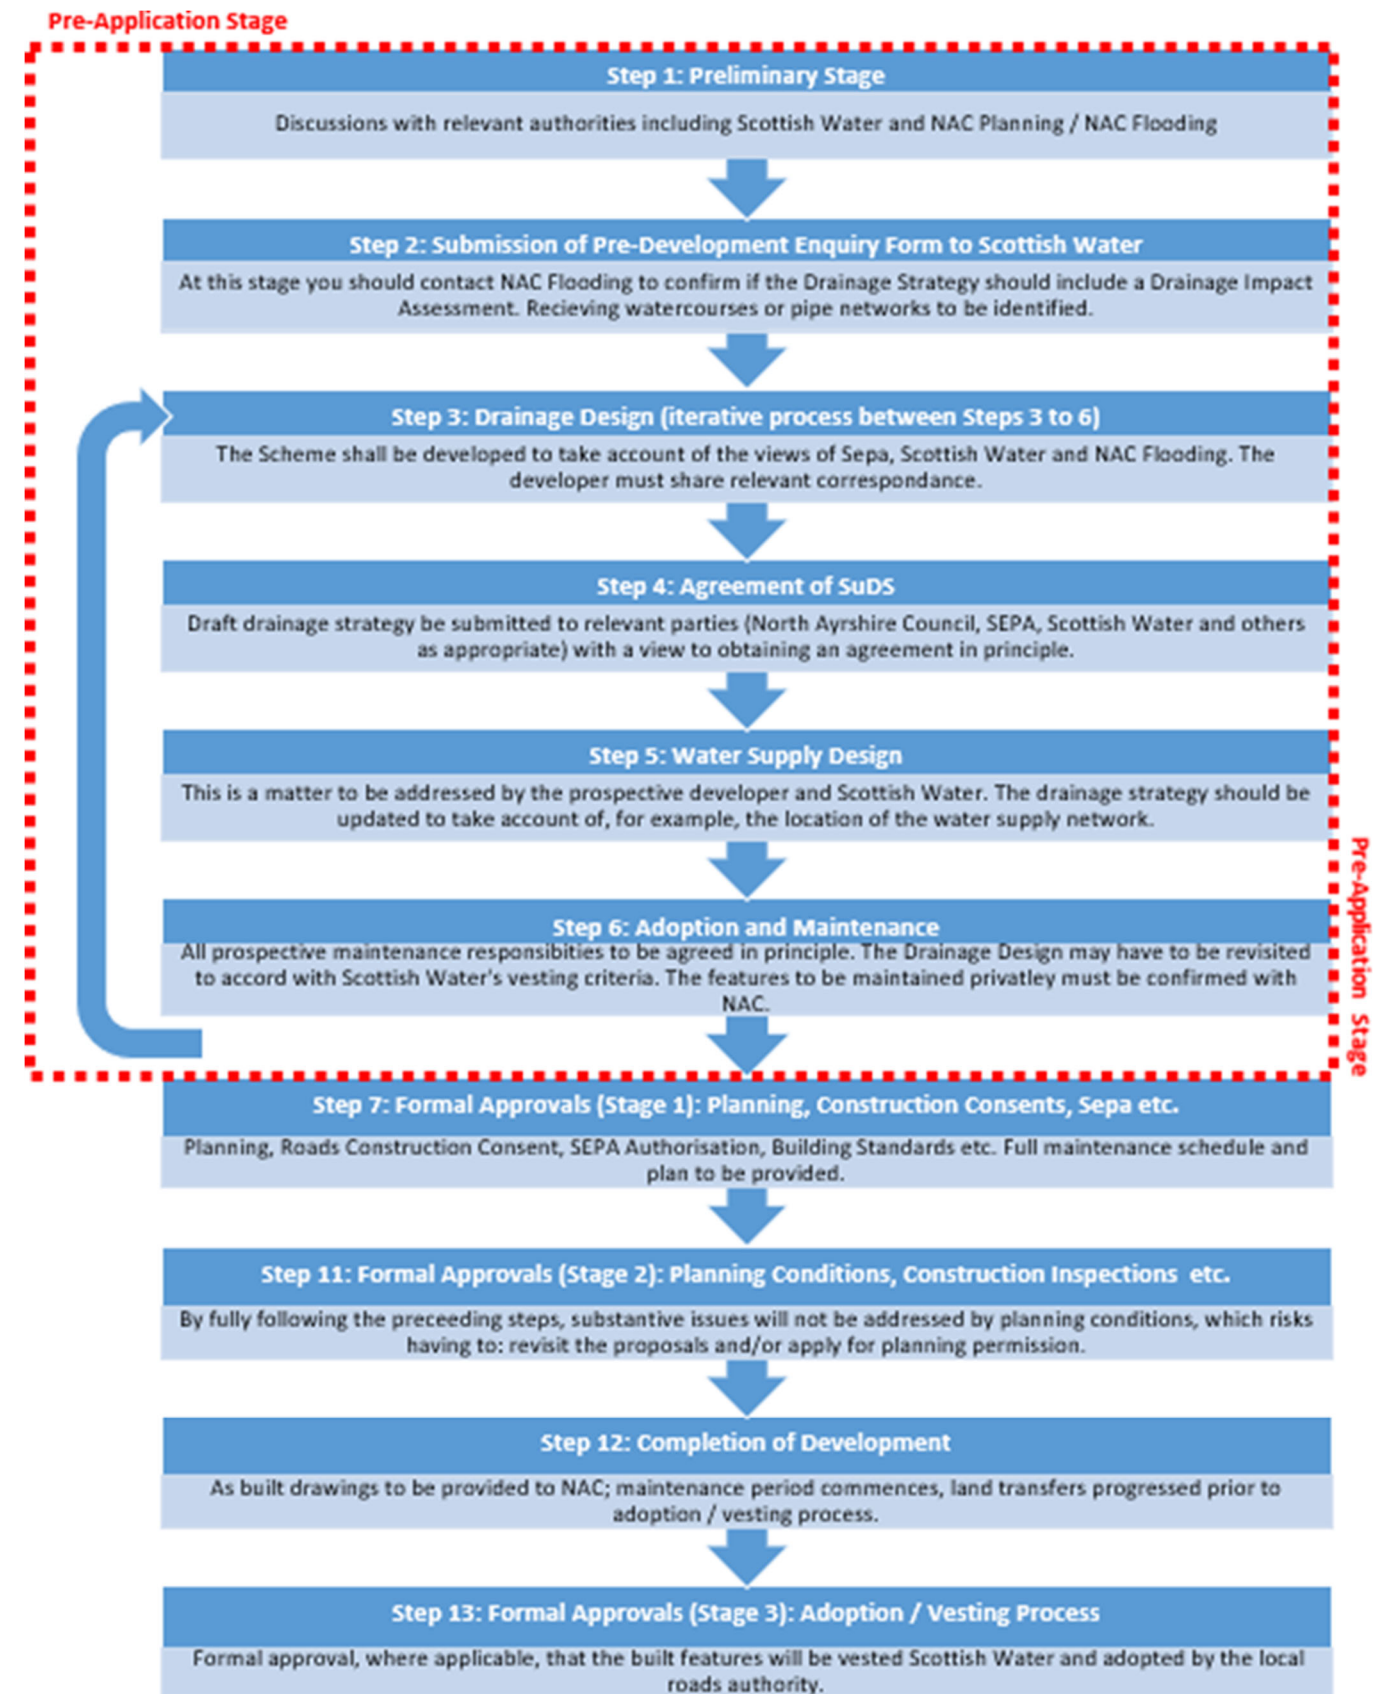 Pre-Application Stage
Step 1: Preliminary Stage
Discussions with relevant authorities including Scottish Water and NAC Planning / NAC Flooding
Step 2: Submission of Pre-Development Enquiry Form to Scottish Water
At this stage you should contact NAC Flooding to confirm if the Drainage Strategy should include a Drainage Impact
Assessment. Recieving watercourses or pipe networks to be identified.
Step 3: Drainage Design (iterative process between Steps 3 to 6)
The Scheme shall be developed to take account of the views of Sepa, Scottish Water and NAC Flooding. The
developer must share relevant correspondance.
Step 4: Agreement of SuDS
Draft drainage strategy be submitted to relevant parties (North Ayrshire Council, SEPA, Scottish Water and others
as appropriate) with a view to obtaining an agreement in principle.
Step 5: Water Supply Design
This is a matter to be addressed by the prospective developer and Scottish Water. The drainage strategy should be
updated to take account of, for example, the location of the water supply network.
Step 6: Adoption and Maintenance
All prospective maintenance responsibities to be agreed in principle. The Drainage Design may have to be revisited
to accord with Scottish Water's vesting criteria. The features to be maintained privatley must be confirmed with
NAC.
Pre-Application Stage
Step 7: Formal Approvals (Stage 1): Planning, Construction Consents, Sepa etc.
Planning, Roads Construction Consent, SEPA Authorisation, Building Standards etc. Full maintenance schedule and
plan to be provided.
Step 11: Formal Approvals (Stage 2): Planning Conditions, Construction Inspections etc.
By fully following the preceeding steps, substantive issues will not be addressed by planning conditions, which risks
having to: revisit the proposals and/or apply for planning permission.
Step 12: Completion of Development
As built drawings to be provided to NAC; maintenance period commences, land transfers progressed prior to
adoption / vesting process.
Step 13: Formal Approvals (Stage 3): Adoption / Vesting Process
Formal approval, where applicable, that the built features will be vested Scottish Water and adopted by the local
roads authority.